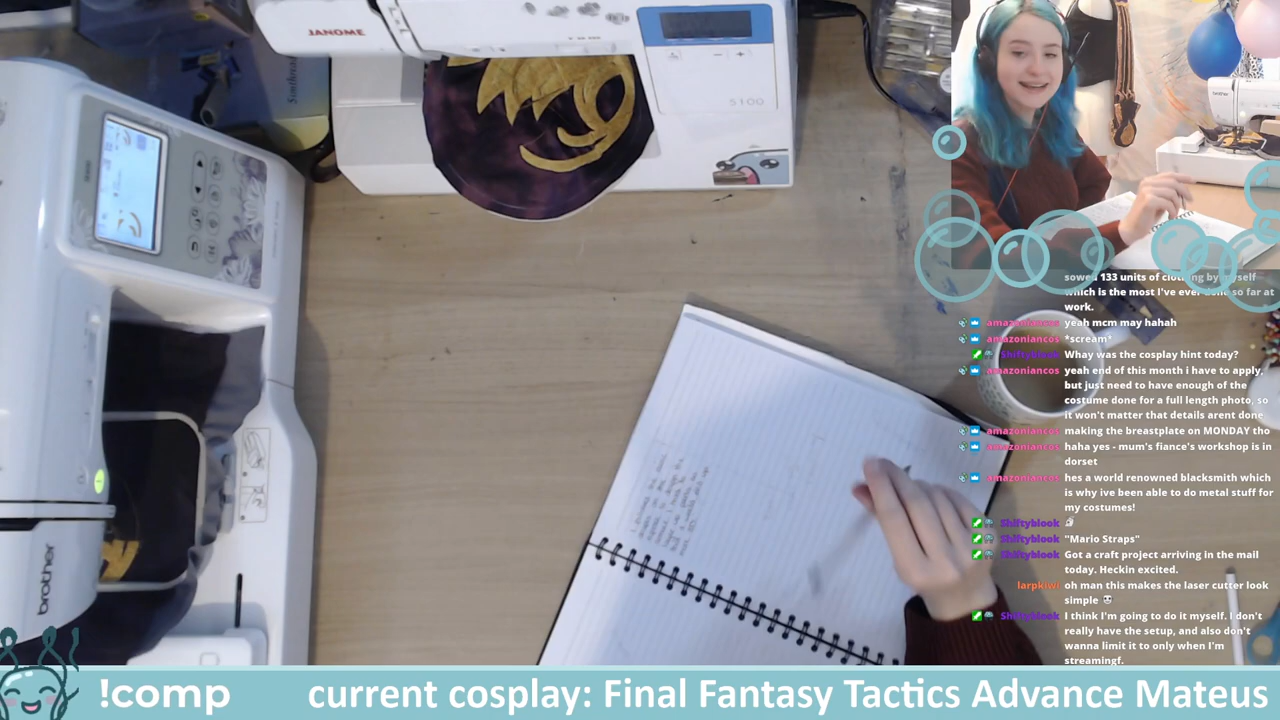 JANOME
5100
brother
brother
sowed 133 units of clothing by myself
which is the most I've ever done so far at
work.
amazoniancos yeah mcm may hahah
amazoniancos *scream*
Shiftyblook Whay was the cosplay hint today?
amazoniancos yeah end of this month i have to apply,
but just need to have enough of the
costume done for a full length photo, so
it won't matter that details arent done
amazoniancos making the breastplate on MONDAY tho
amazoniancos haha yes - mum's fiance's workshop is in
dorset
amazoniancos hes a world renowned blacksmith which
is why ive been able to do metal stuff for
my costumes!
Shiftyblook
Shiftyblook "Mario Straps"
Shiftyblook Got a craft project arriving in the mail
today. Heckin excited.
larpkiwi oh man this makes the laser cutter look
simple
Shiftyblook I think I'm going to do it myself. I don't
really have the setup, and also don't
wanna limit it to only when I'm
streamingf.
!comp
current cosplay: Final Fantasy Tactics Advance Mateus